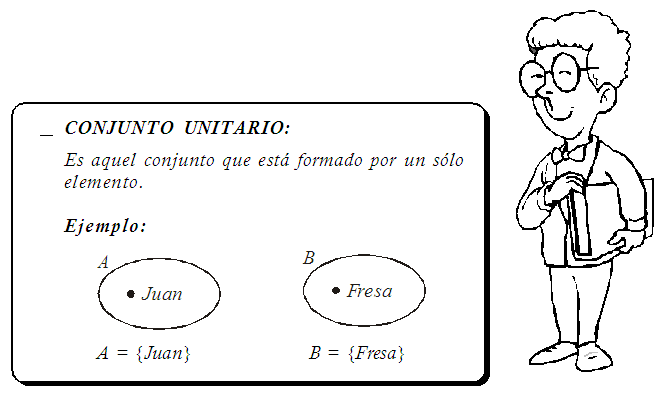 _ CONJUNTO UNITARIO:
Es aquel conjunto que está formado por un sólo
elemento.
Ejemplo:
A
B
Juan
Fresa
A = {Juan}
B = {Fresa}